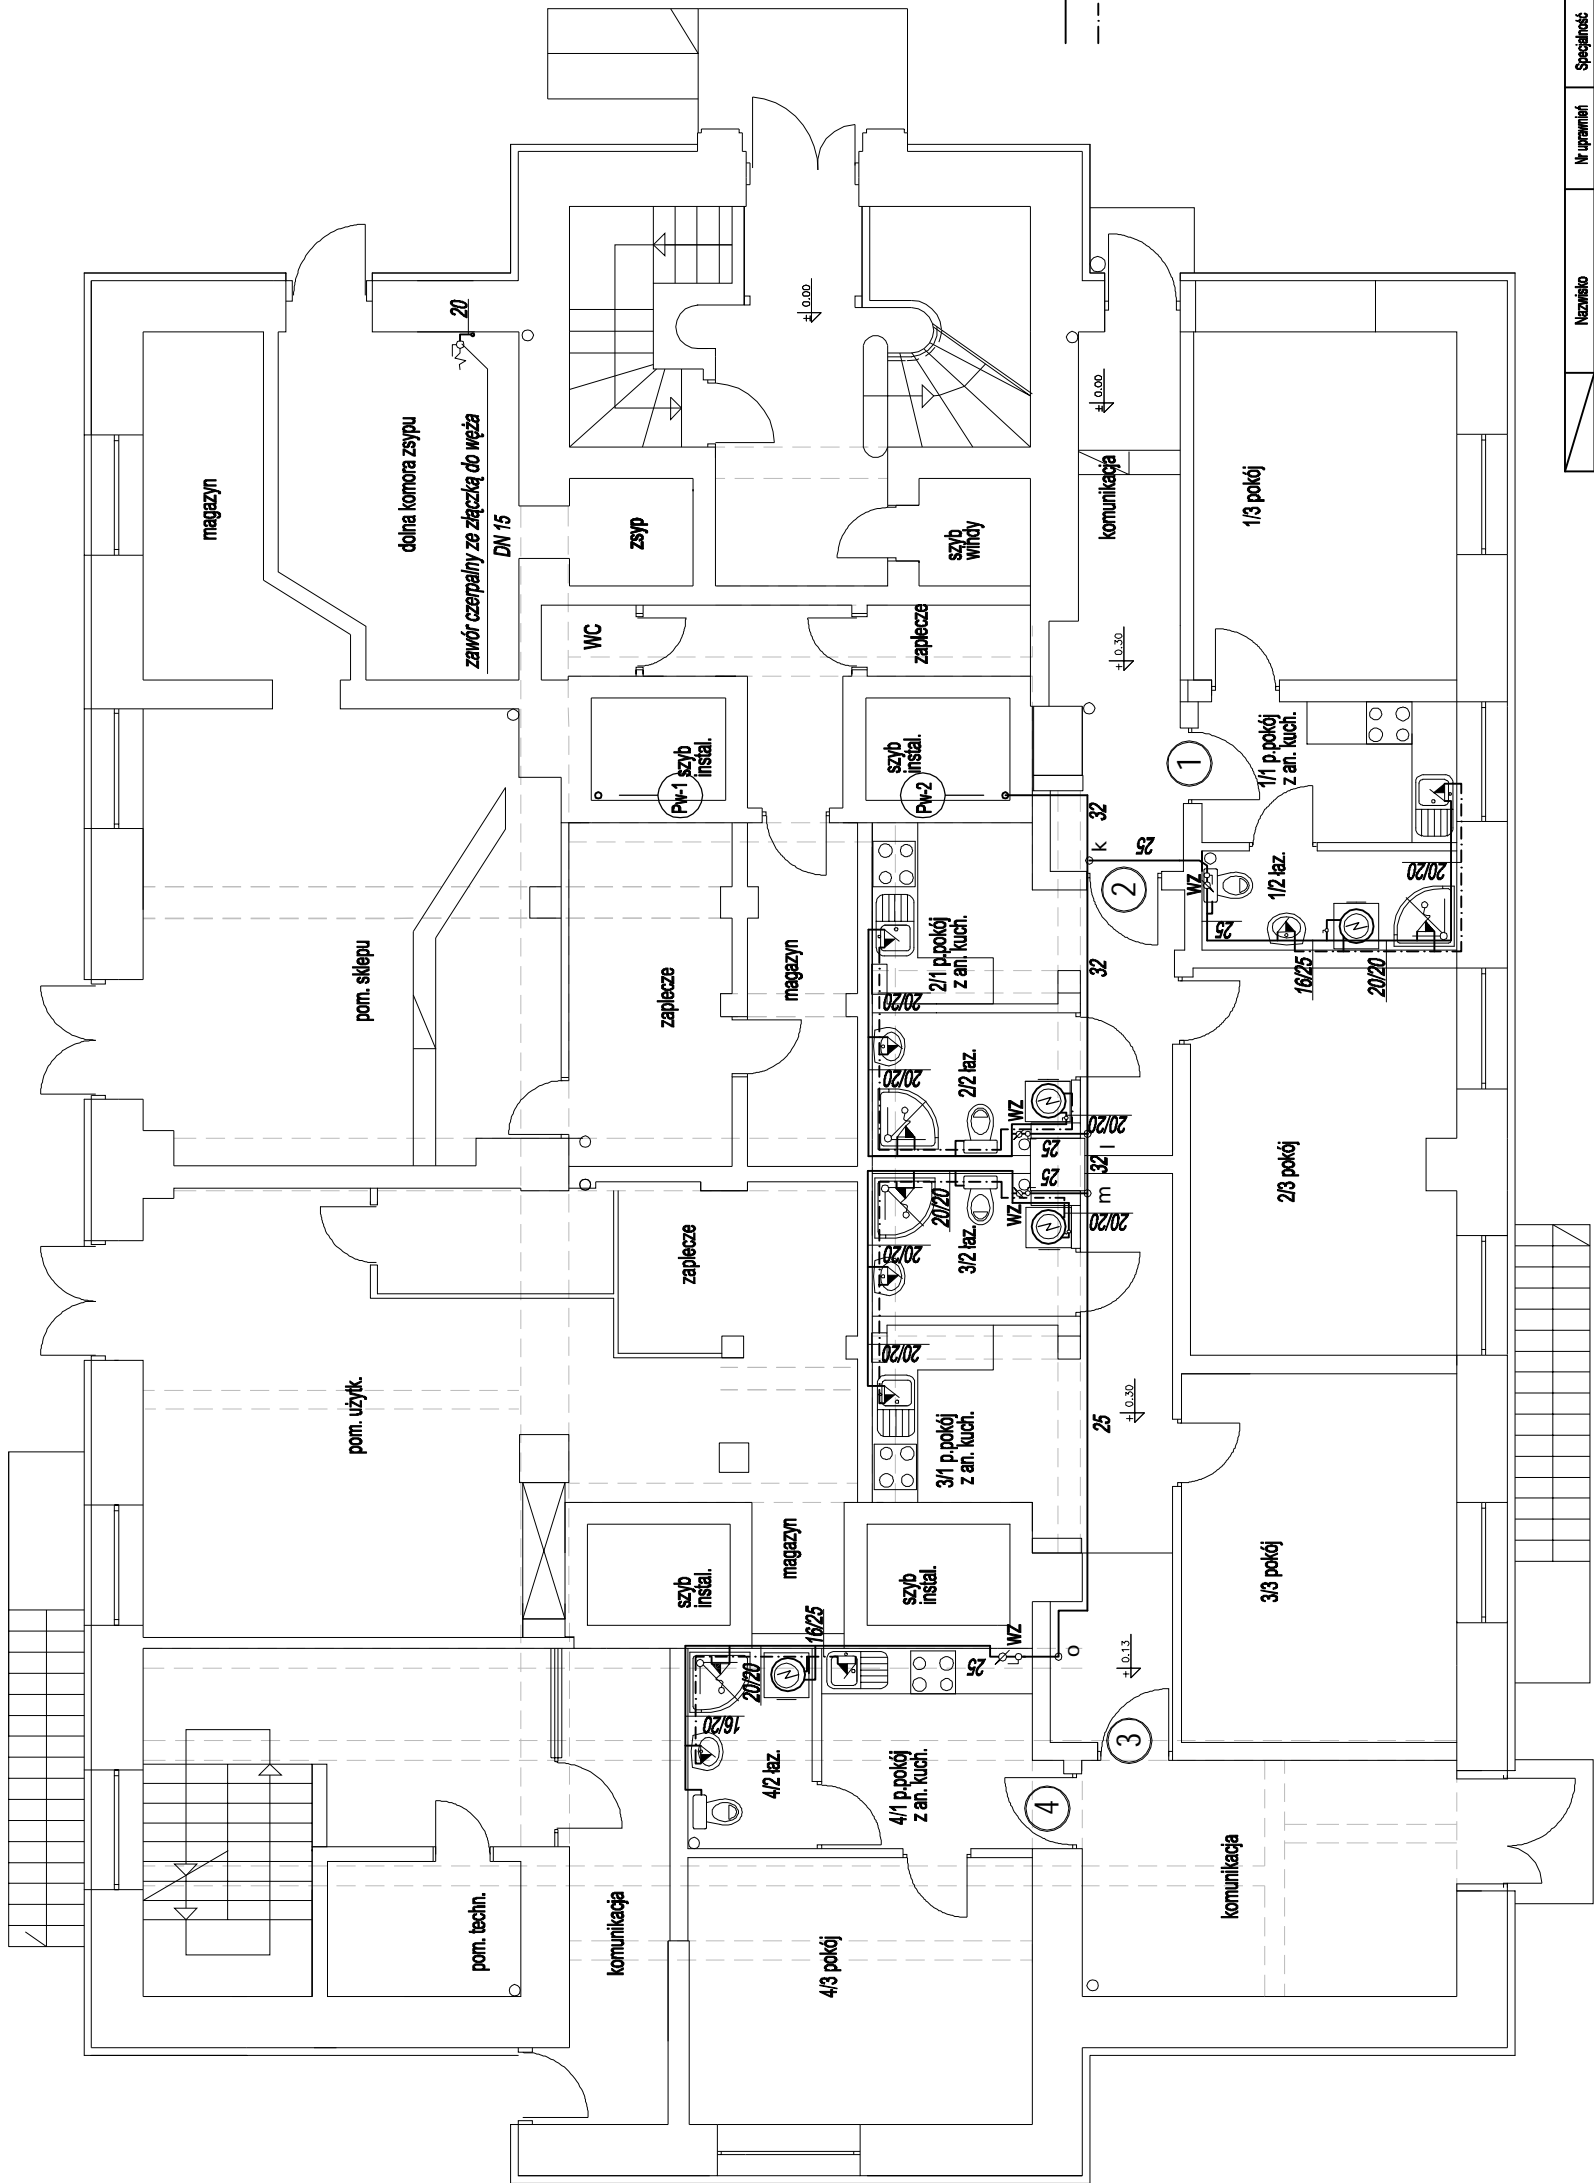 Nazwisko
Nr uprawnień
Specjalność
magazyn
dolna komora zsypu
20
zawór czerpalny ze złączką do węża
DN 15
zsyp
szyb
windy
± 0.00
± 0.00
komunikacja
1/3 pokój
WC
zaplecze
± 0.30
szyb
instal.
Pw-1
szyb
instal.
Pw-2
1
1/1 p.pokój
z an. kuch.
32
k
25
2
WZ
1/2 łaz.
20/20
25
16/25
20/20
32
pom. sklepu
zaplecze
magazyn
2/1 p.pokój
z an. kuch.
20/20
20/20
2/2 łaz.
WZ
20/20
25
l
32
25
m
WZ
20/20
20/20
20/20
3/2 łaz.
2/3 pokój
zaplecze
20/20
3/1 p.pokój
z an. kuch.
25
± 0.30
pom. użytk.
magazyn
szyb
instal.
szyb
instal.
3/3 pokój
16/25
WZ
o
25
± 0.13
20/20
16/20
4/2 łaz.
4/1 p.pokój
z an. kuch.
3
4
komunikacja
pom. techn.
komunikacja
4/3 pokój